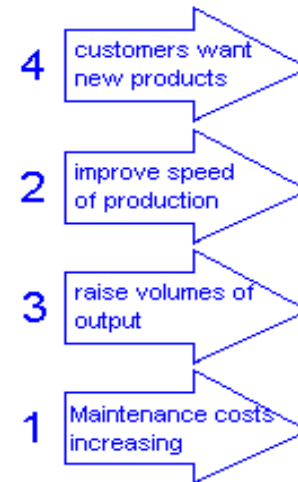 4
customers want
new products
2
improve speed
of production
3
raise volumes of
output
1
Maintenance costs
increasing